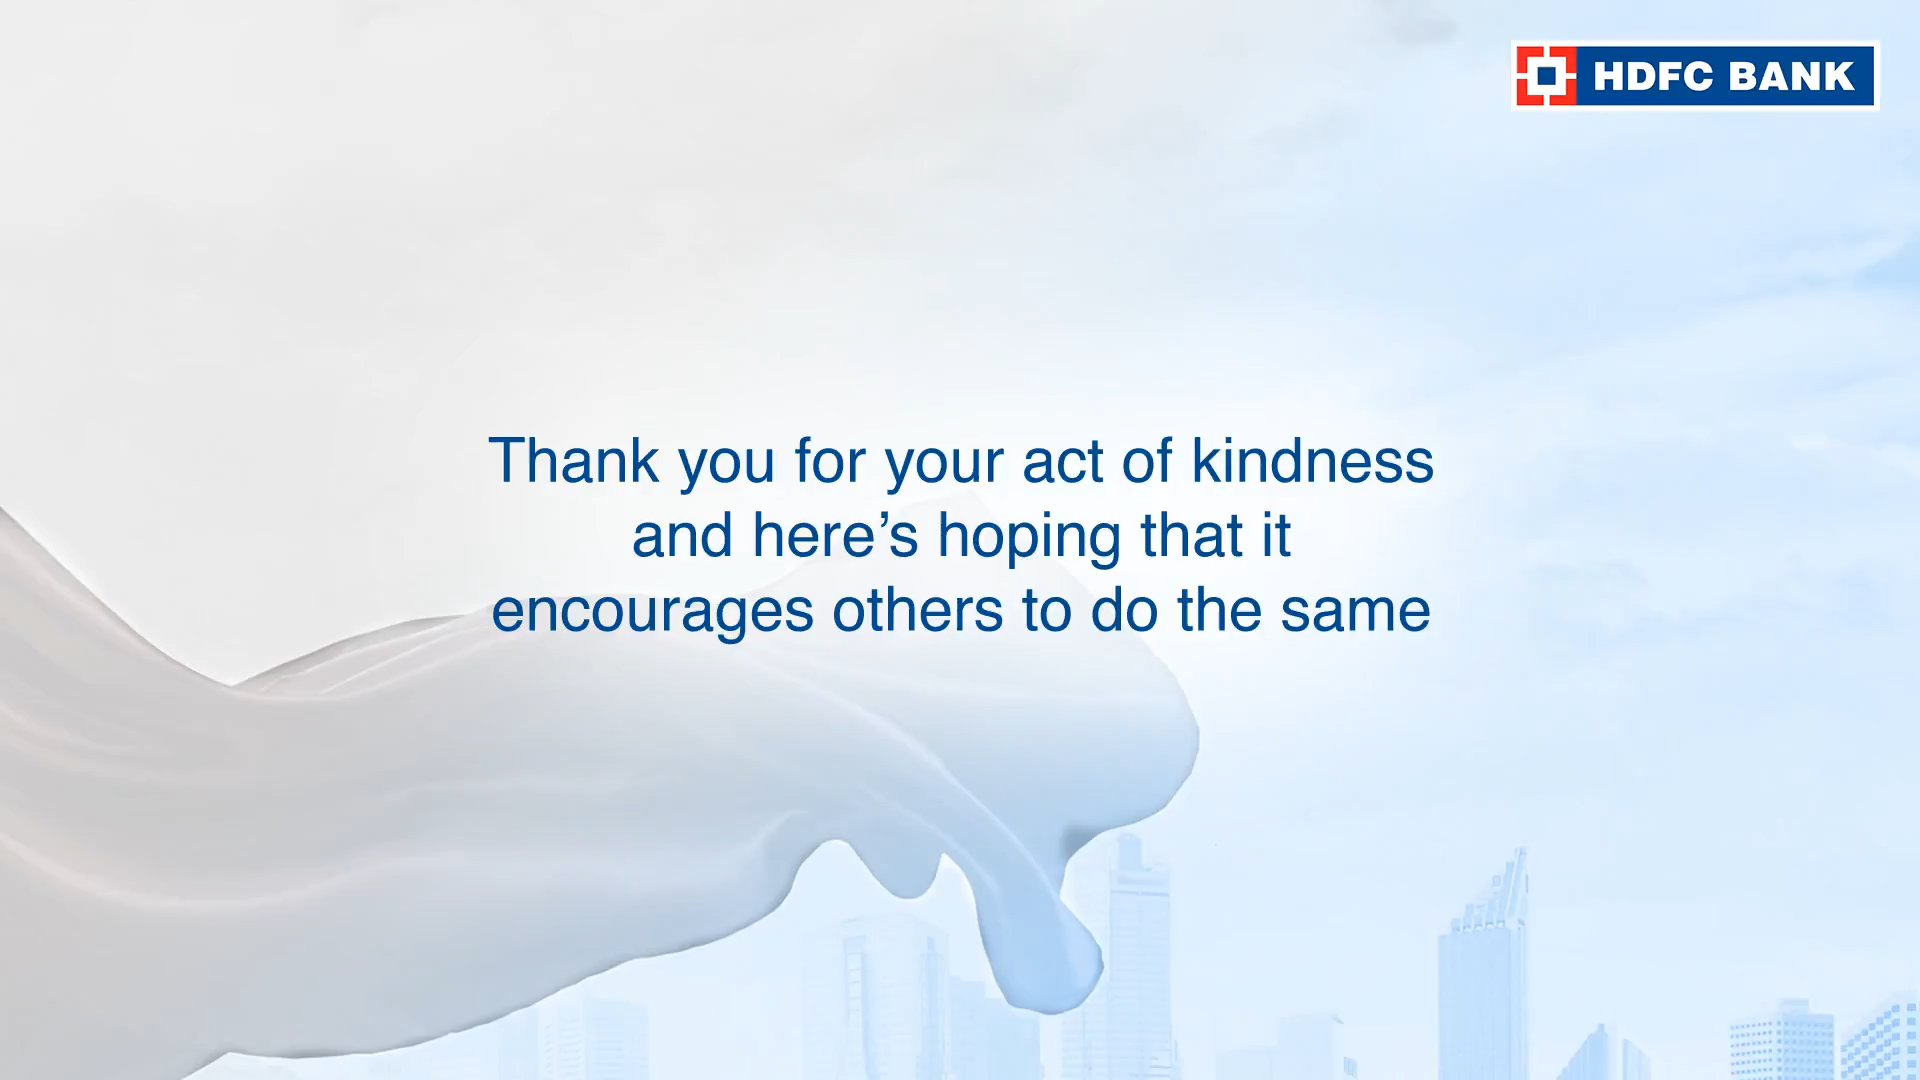 HDFC BANK
Thank you for your act of kindness
and here’s hoping that it
encourages others to do the same